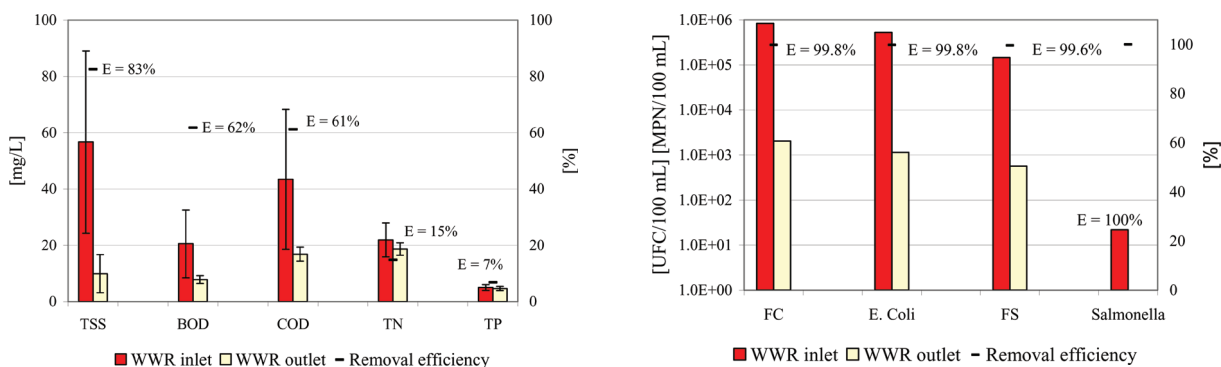 100 100
80 80
60 60
40 40
20 20
0 0
[mg/L]
[%]
E = 83%
E = 62%
E = 61%
E = 15%
E = 7%
TSS BOD COD TN TP
WWR inlet WWR outlet Removal efficiency
1.0E+06
1.0E+05
1.0E+04
1.0E+03
1.0E+02
1.0E+01
1.0E+00
[UFC/100 mL] [MPN/100 mL]
100
80
60
40
20
0
[%]
E = 99.8%
E = 99.8%
E = 99.6%
E = 100%
FC E. Coli FS Salmonella
WWR inlet WWR outlet Removal efficiency